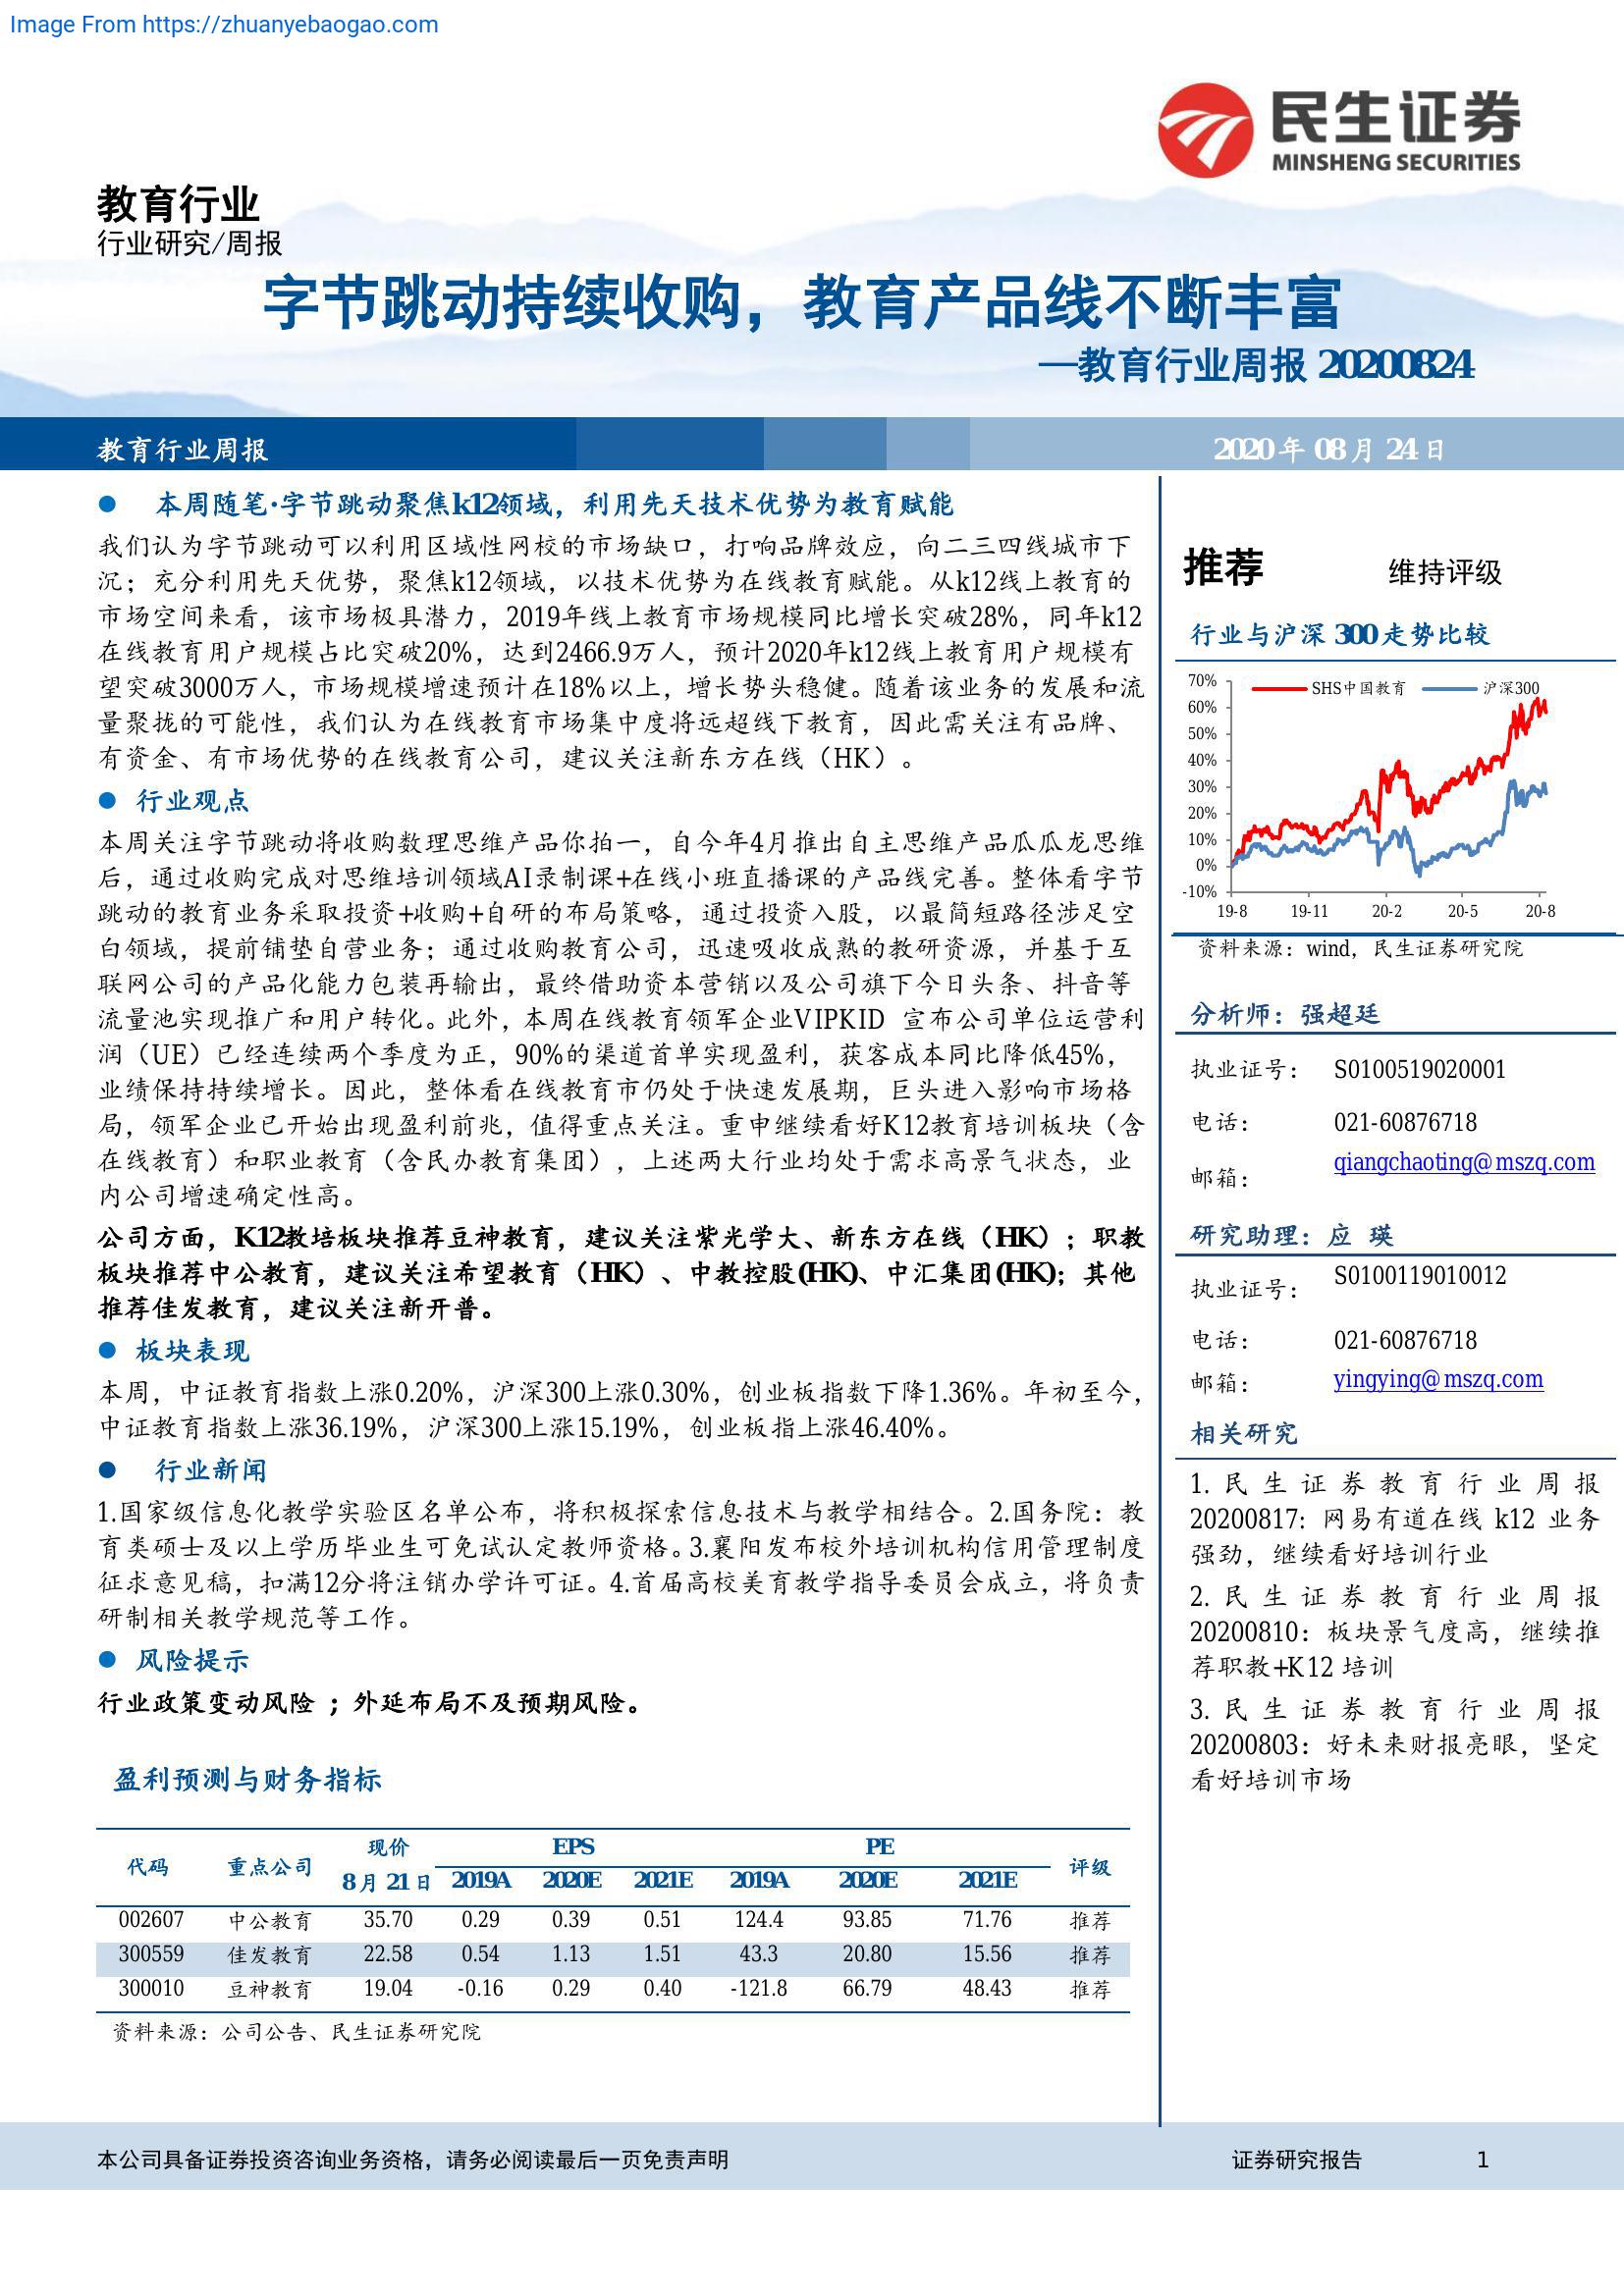 Image From https://zhuanyebaogao.com
民生证券
MINSHENG SECURITIES
教育行业
行业研究/周报
字节跳动持续收购，教育产品线不断丰富
—教育行业周报 20200824
教育行业周报
2020 年 08 月 24 日
● 本周随笔·字节跳动聚焦k12领域，利用先天技术优势为教育赋能
我们认为字节跳动可以利用区域性网校的市场缺口，打响品牌效应，向二三四线城市下
沉；充分利用先天优势，聚焦k12领域，以技术优势为在线教育赋能。从k12线上教育的
市场空间来看，该市场极具潜力，2019年线上教育市场规模同比增长突破28%，同年k12
在线教育用户规模占比突破20%，达到2466.9万人，预计2020年k12线上教育用户规模有
望突破3000万人，市场规模增速预计在18%以上，增长势头稳健。随着该业务的发展和流
量聚拢的可能性，我们认为在线教育市场集中度将远超线下教育，因此需关注有品牌、
有资金、有市场优势的在线教育公司，建议关注新东方在线（HK）。
● 行业观点
本周关注字节跳动将收购数理思维产品你拍一，自今年4月推出自主思维产品瓜瓜龙思维
后，通过收购完成对思维培训领域AI录制课+在线小班直播课的产品线完善。整体看字节
跳动的教育业务采取投资+收购+自研的布局策略，通过投资入股，以最简短路径涉足空
白领域，提前铺垫自营业务；通过收购教育公司，迅速吸收成熟的教研资源，并基于互
联网公司的产品化能力包装再输出，最终借助资本营销以及公司旗下今日头条、抖音等
流量池实现推广和用户转化。此外，本周在线教育领军企业VIPKID 宣布公司单位运营利
润（UE）已经连续两个季度为正，90%的渠道首单实现盈利，获客成本同比降低45%，
业绩保持持续增长。因此，整体看在线教育市仍处于快速发展期，巨头进入影响市场格
局，领军企业已开始出现盈利前兆，值得重点关注。重申继续看好K12教育培训板块（含
在线教育）和职业教育（含民办教育集团），上述两大行业均处于需求高景气状态，业
内公司增速确定性高。
公司方面，K12教培板块推荐豆神教育，建议关注紫光学大、新东方在线（HK）；职教
板块推荐中公教育，建议关注希望教育（HK）、中教控股(HK)、中汇集团(HK)；其他
推荐佳发教育，建议关注新开普。
● 板块表现
本周，中证教育指数上涨0.20%，沪深300上涨0.30%，创业板指数下降1.36%。年初至今，
中证教育指数上涨36.19%，沪深300上涨15.19%，创业板指上涨46.40%。
● 行业新闻
1.国家级信息化教学实验区名单公布，将积极探索信息技术与教学相结合。2.国务院：教
育类硕士及以上学历毕业生可免试认定教师资格。3.襄阳发布校外培训机构信用管理制度
征求意见稿，扣满12分将注销办学许可证。4.首届高校美育教学指导委员会成立，将负责
研制相关教学规范等工作。
● 风险提示
行业政策变动风险 ；外延布局不及预期风险。
盈利预测与财务指标
代码 重点公司 现价 EPS PE 评级
8 月 21 日 2019A 2020E 2021E 2019A 2020E 2021E
002607 中公教育 35.70 0.29 0.39 0.51 124.4 93.85 71.76 推荐
300559 佳发教育 22.58 0.54 1.13 1.51 43.3 20.80 15.56 推荐
300010 豆神教育 19.04 -0.16 0.29 0.40 -121.8 66.79 48.43 推荐
资料来源：公司公告、民生证券研究院
推荐 维持评级
行业与沪深 300 走势比较
SHS中国教育 沪深300
70%
60%
50%
40%
30%
20%
10%
0%
-10%
19-8 19-11 20-2 20-5 20-8
资料来源：wind，民生证券研究院
分析师：强超廷
执业证号： S0100519020001
电话： 021-60876718
邮箱： qiangchaoting@mszq.com
研究助理：应 瑛
执业证号： S0100119010012
电话： 021-60876718
邮箱： yingying@mszq.com
相关研究
1. 民生证券教育行业周报
20200817：网易有道在线 k12 业务
强劲，继续看好培训行业
2. 民生证券教育行业周报
20200810：板块景气度高，继续推
荐职教+K12 培训
3. 民生证券教育行业周报
20200803：好未来财报亮眼，坚定
看好培训市场
本公司具备证券投资咨询业务资格，请务必阅读最后一页免责声明
证券研究报告 1